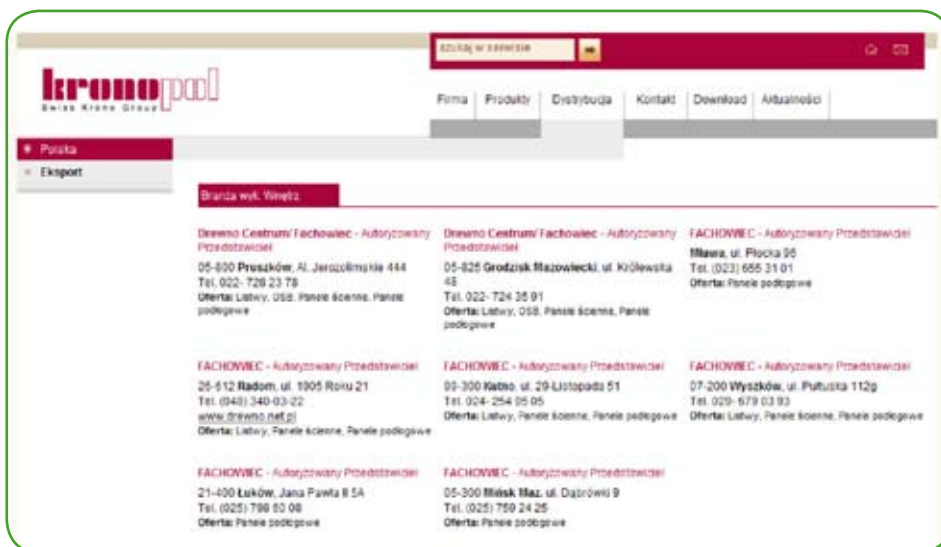 szukaj w serwisie
kronopol
Swiss Krono Group
Firma Produkty Dystrybucja Kontakt Download Aktualności
Polska
Eksport
Branża wyk. Wnętrz
Drewno Centrum/ Fachowiec - Autoryzowany
Przedstawiciel
05-800 Pruszków, Al. Jerozolimskie 444
Tel. 022- 728 23 78
Oferta: Listwy, OSB, Panele ścienne, Panele
podłogowe
Drewno Centrum/ Fachowiec - Autoryzowany
Przedstawiciel
05-825 Grodzisk Mazowiecki, ul. Królewska
48
Tel. 022- 724 35 91
Oferta: Listwy, OSB, Panele ścienne, Panele
podłogowe
FACHOWIEC - Autoryzowany Przedstawiciel
Mława, ul. Płocka 95
Tel. (023) 655 31 01
Oferta: Panele podłogowe
FACHOWIEC - Autoryzowany Przedstawiciel
26-612 Radom, ul. 1905 Roku 21
Tel. (048) 340-03-22
www.drewno.net.pl
Oferta: Listwy, Panele ścienne, Panele podłogowe
FACHOWIEC - Autoryzowany Przedstawiciel
99-300 Kutno, ul. 29-Listopada 51
Tel. 024- 254 05 05
Oferta: Listwy, Panele ścienne, Panele podłogowe
FACHOWIEC - Autoryzowany Przedstawiciel
07-200 Wyszków, ul. Pułtuska 112g
Tel. 029- 679 03 93
Oferta: Listwy, Panele ścienne, Panele podłogowe
FACHOWIEC - Autoryzowany Przedstawiciel
21-400 Łuków, Jana Pawła II 5A
Tel. (025) 798 60 08
Oferta: Panele podłogowe
FACHOWIEC - Autoryzowany Przedstawiciel
05-300 Mińsk Maz. ul. Dąbrówki 9
Tel. (025) 759 24 25
Oferta: Panele podłogowe